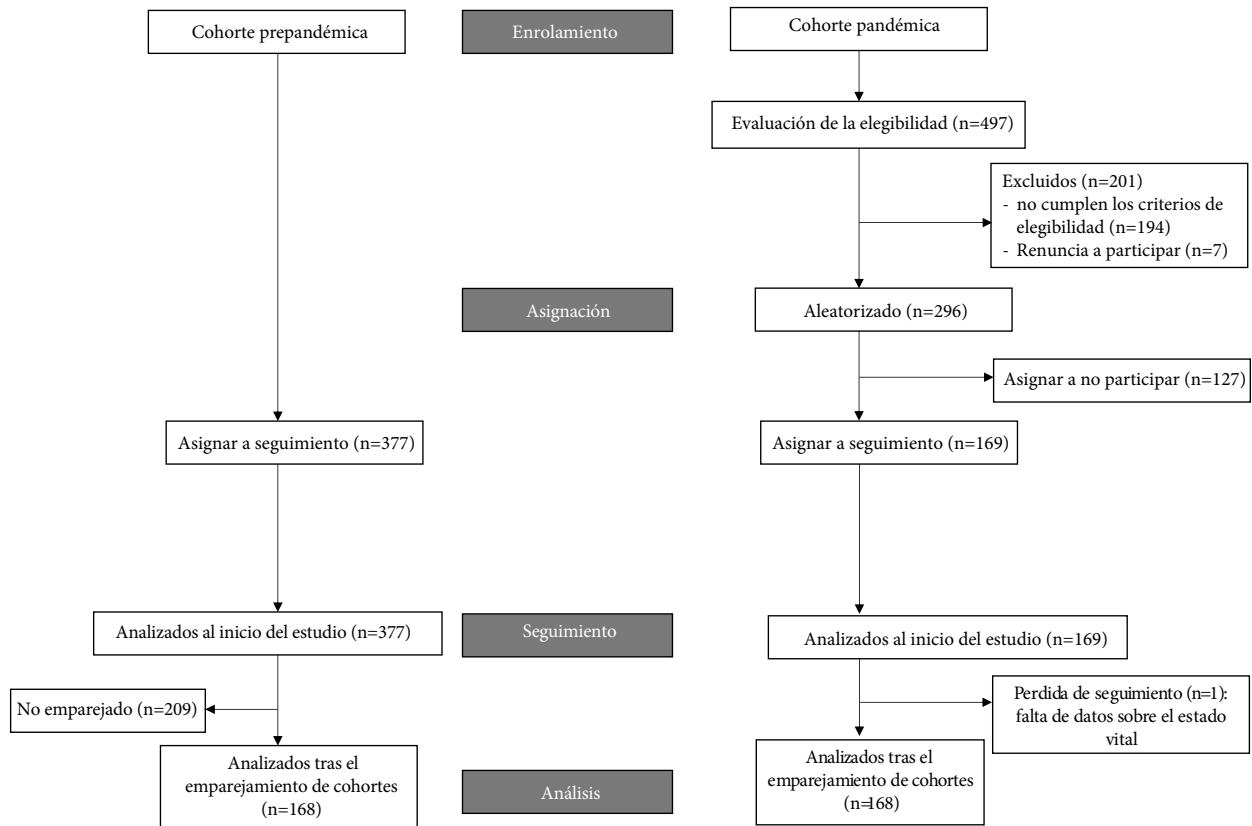 Cohorte prepandémica
Enrolamiento
Cohorte pandémica
Evaluación de la elegibilidad (n=497)
Excluidos (n=201)
- no cumplen los criterios de
elegibilidad (n=194)
- Renuncia a participar (n=7)
Asignación
Aleatorizado (n=296)
Asignar a no participar (n=127)
Asignar a seguimiento (n=377)
Asignar a seguimiento (n=169)
Analizados al inicio del estudio (n=377)
Seguimiento
Analizados al inicio del estudio (n=169)
No emparejado (n=209)
Perdida de seguimiento (n=1):
falta de datos sobre el estado
vital
Analizados tras el
emparejamiento de cohortes
(n=168)
Análisis
Analizados tras el
emparejamiento de cohortes
(n=168)